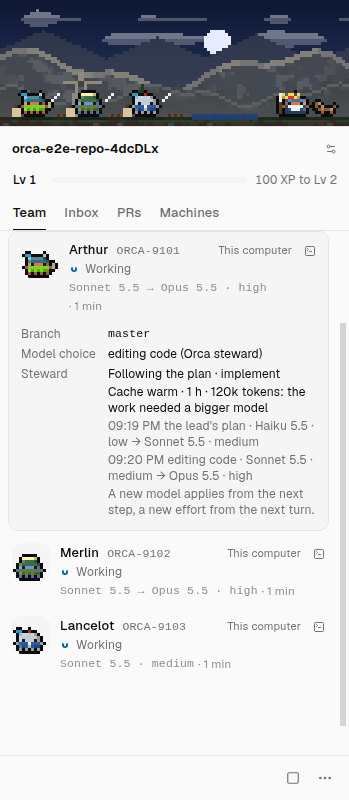 orca-e2e-repo-4dcDLx
Lv 1
100 XP to Lv 2
Team
Inbox
PRs
Machines
Arthur ORCA-9101 This computer
Working
Sonnet 5.5 → Opus 5.5 · high
· 1 min
Branch master
Model choice editing code (Orca steward)
Steward Following the plan · implement
Cache warm · 1 h · 120k tokens: the
work needed a bigger model
09:19 PM the lead's plan · Haiku 5.5 ·
low → Sonnet 5.5 · medium
09:20 PM editing code · Sonnet 5.5 ·
medium → Opus 5.5 · high
A new model applies from the next
step, a new effort from the next turn.
Merlin ORCA-9102 This computer
Working
Sonnet 5.5 → Opus 5.5 · high · 1 min
Lancelot ORCA-9103 This computer
Working
Sonnet 5.5 · medium · 1 min